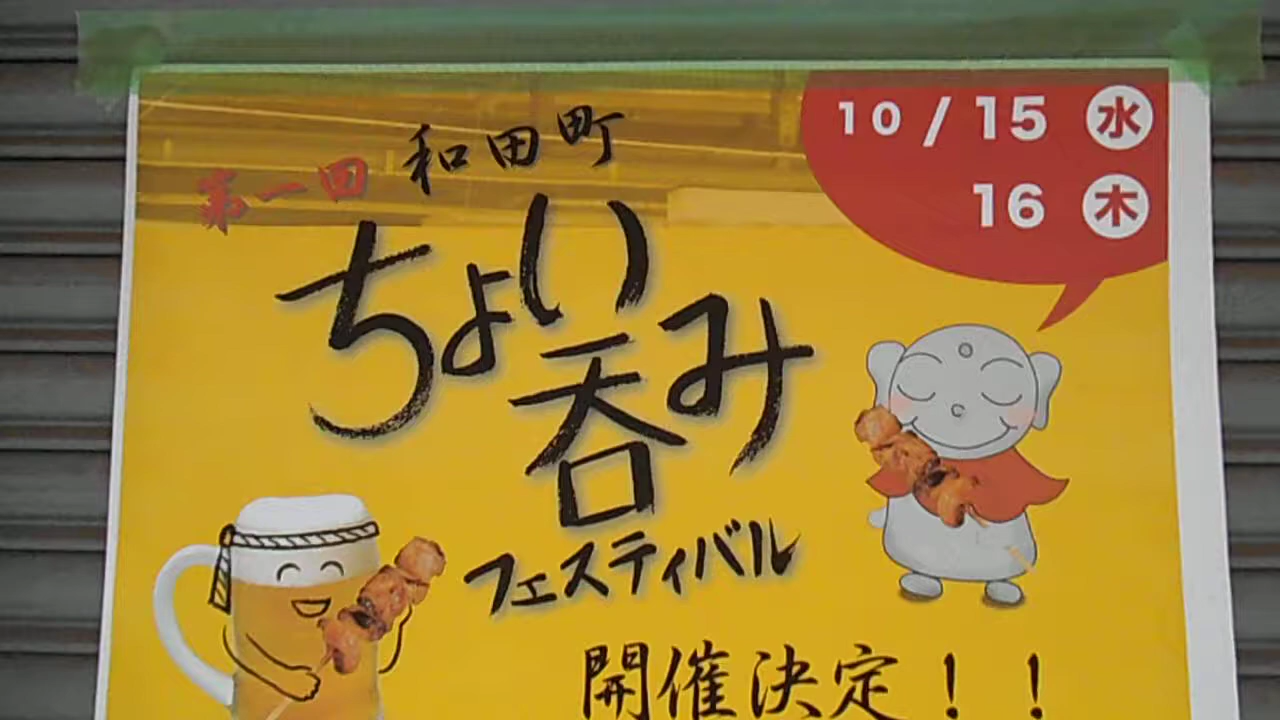 10/15 水
16 木
第一回 和田町
ちょい
呑み
フェスティバル
開催決定！！